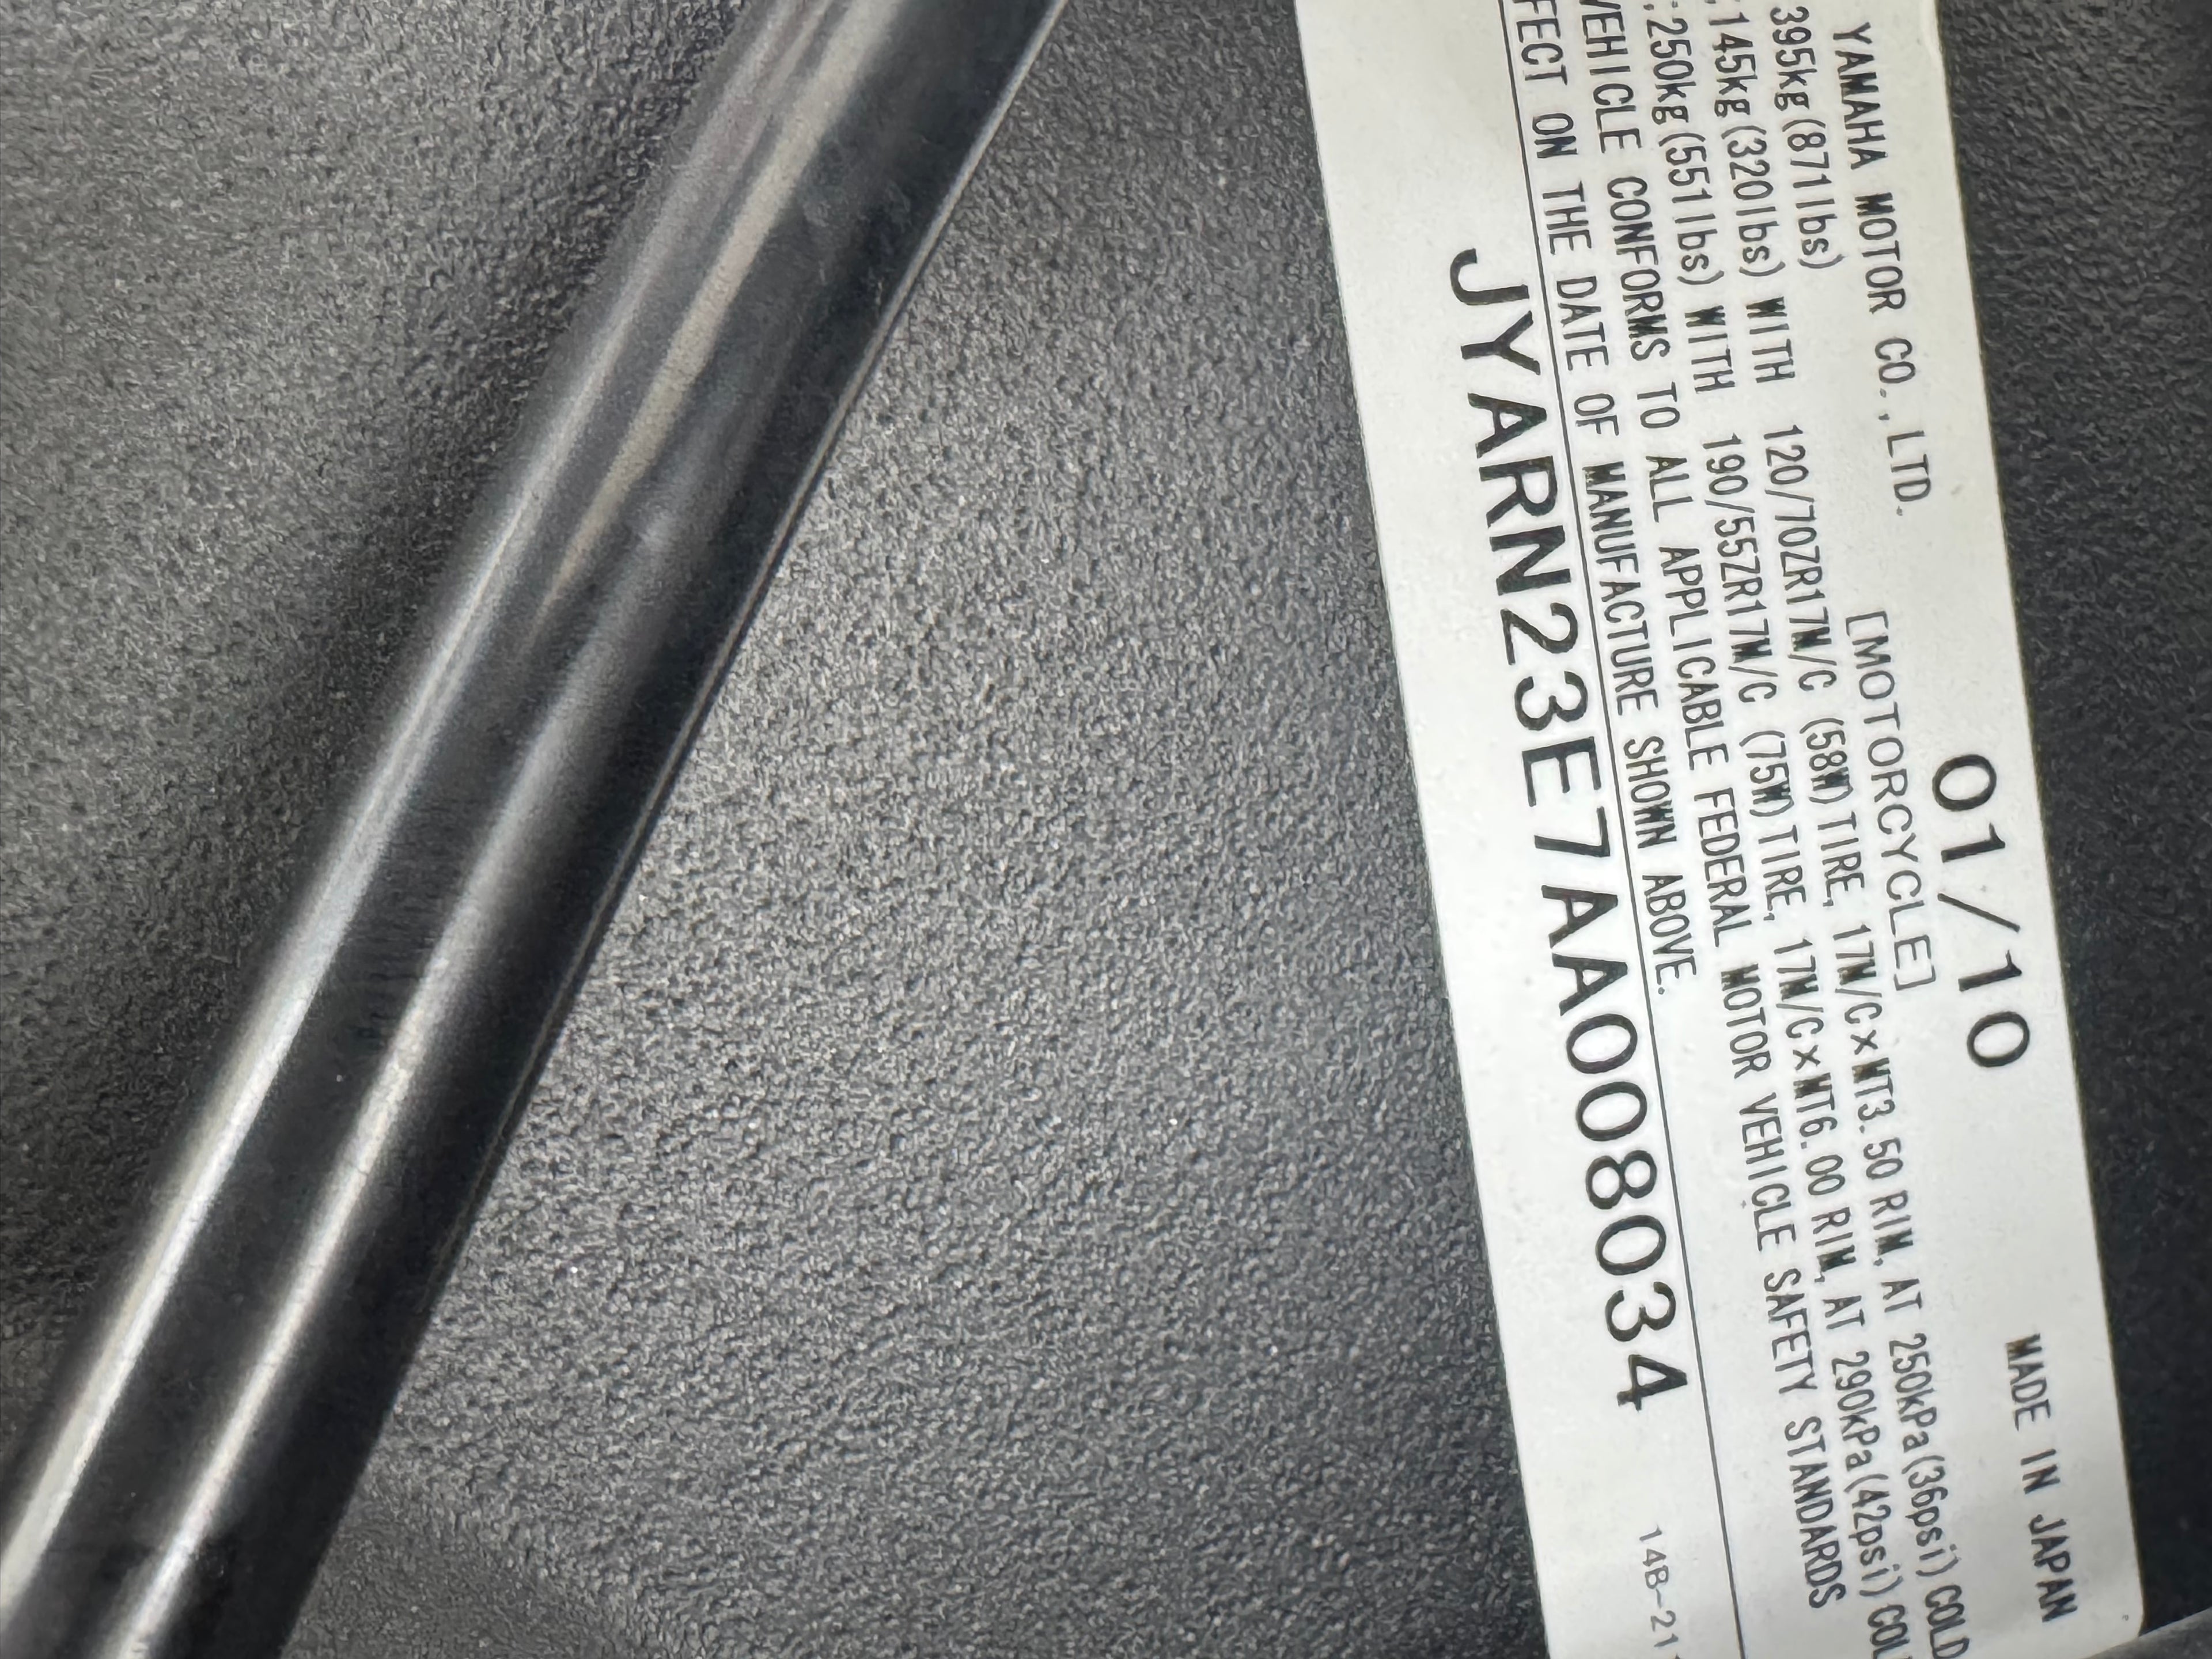 01/10 MADE IN JAPAN
YAMAHA MOTOR CO.,LTD. [MOTORCYCLE]
395kg(871lbs)
:145kg(320lbs) WITH 120/70ZR17M/C (58W)TIRE, 17M/C×MT3.50 RIM, AT 250kPa(36psi) COLD
:250kg(551lbs) WITH 190/55ZR17M/C (75W)TIRE, 17M/C×MT6.00 RIM, AT 290kPa(42psi)
VEHICLE CONFORMS TO ALL APPLICABLE FEDERAL MOTOR VEHICLE SAFETY STANDARDS
FECT ON THE DATE OF MANUFACTURE SHOWN ABOVE.
JYARN23E7AA008034 14B-21